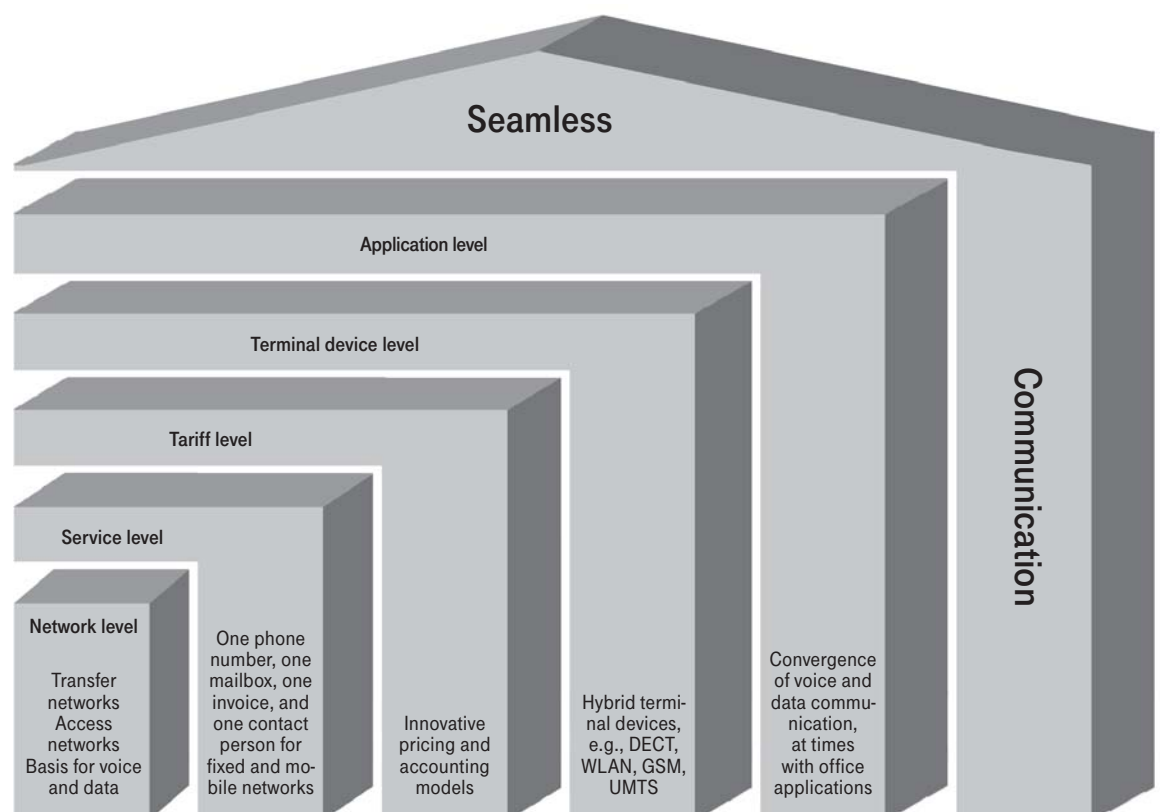 Seamless
Communication
Application level
Terminal device level
Tariff level
Service level
Network level
Transfer
networks
Access
networks
Basis for voice
and data
One phone
number, one
mailbox, one
invoice, and
one contact
person for
fixed and mo-
bile networks
Innovative
pricing and
accounting
models
Hybrid termi-
nal devices,
e.g., DECT,
WLAN, GSM,
UMTS
Convergence
of voice and
data commu-
nication,
at times
with office
applications